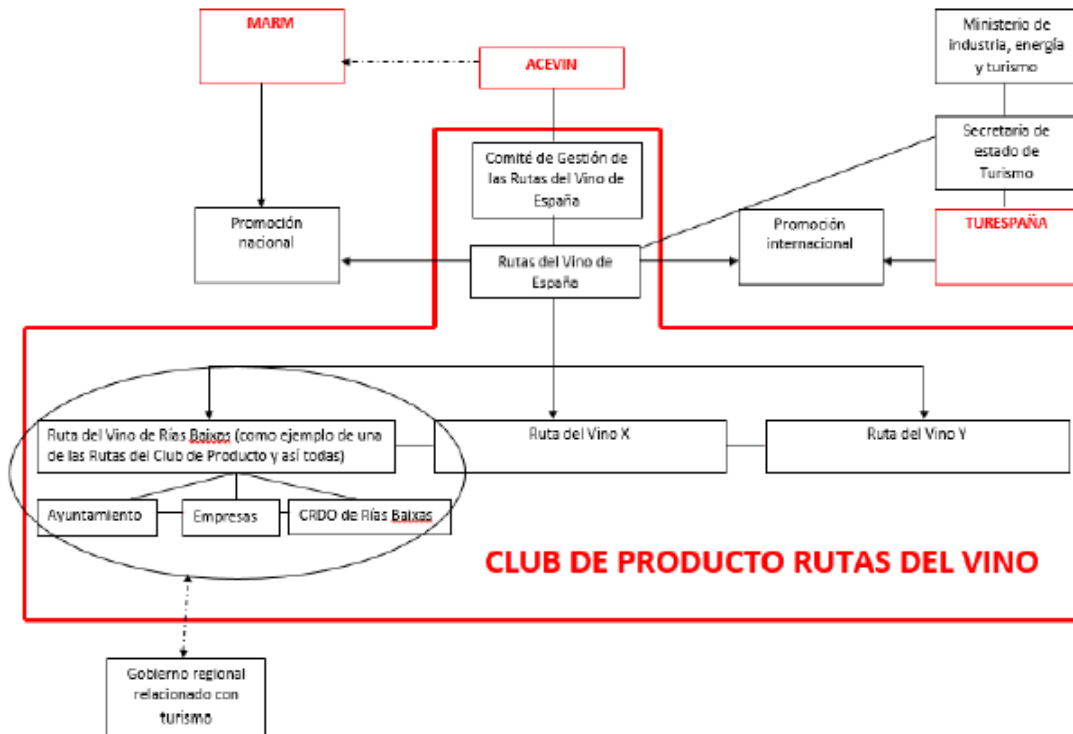 MARM
ACEVIN
Ministerio de
industria, energía
y turismo
Comité de Gestión de
las Rutas del Vino de
España
Secretaría de
estado de
Turismo
Promoción
nacional
Rutas del Vino de
España
Promoción
internacional
TURESPAÑA
Ruta del Vino de Rías Baixas (como ejemplo de una
de las Rutas del Club de Producto y así todas)
Ruta del Vino X
Ruta del Vino Y
Ayuntamiento
Empresas
CRDO de Rías Baixas
CLUB DE PRODUCTO RUTAS DEL VINO
Gobierno regional
relacionado con
turismo